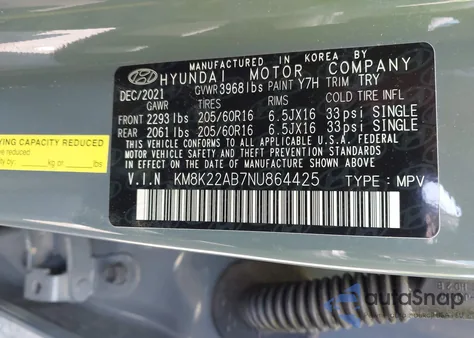 MANUFACTURED IN KOREA BY
HYUNDAI MOTOR COMPANY
DEC/2021 GVWR 3968lbs PAINT Y7H TRIM TRY
GAWR TIRES RIMS COLD TIRE INFL
FRONT 2293lbs 205/60R16 6.5JX16 33psi SINGLE
REAR 2061lbs 205/60R16 6.5JX16 33psi SINGLE
THIS VEHICLE CONFORMS TO ALL APPLICABLE U.S.A. FEDERAL
MOTOR VEHICLE SAFETY, BUMPER, AND THEFT
PREVENTION STANDARDS
IN EFFECT ON THE DATE OF MANUFACTURE SHOWN ABOVE.
V.I.N KM8K22AB7NU864425 TYPE : MPV
YING CAPACITY REDUCED
by: kg or lbs
autoSnap